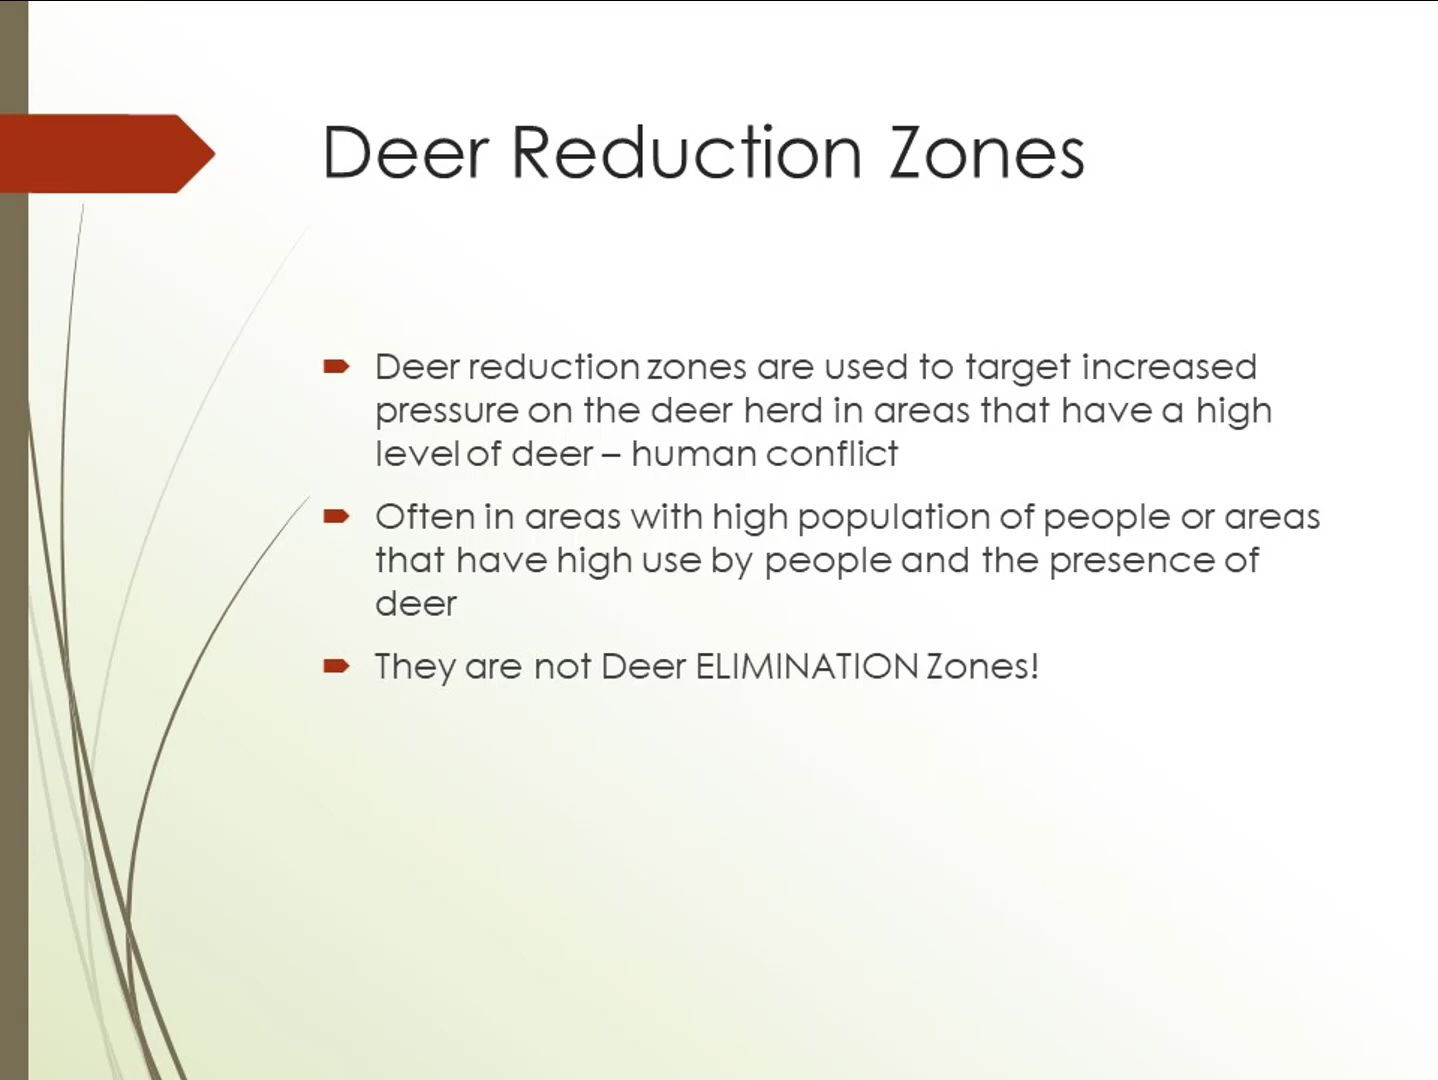 Deer Reduction Zones
Deer reduction zones are used to target increased
pressure on the deer herd in areas that have a high
level of deer – human conflict
Often in areas with high population of people or areas
that have high use by people and the presence of
deer
They are not Deer ELIMINATION Zones!